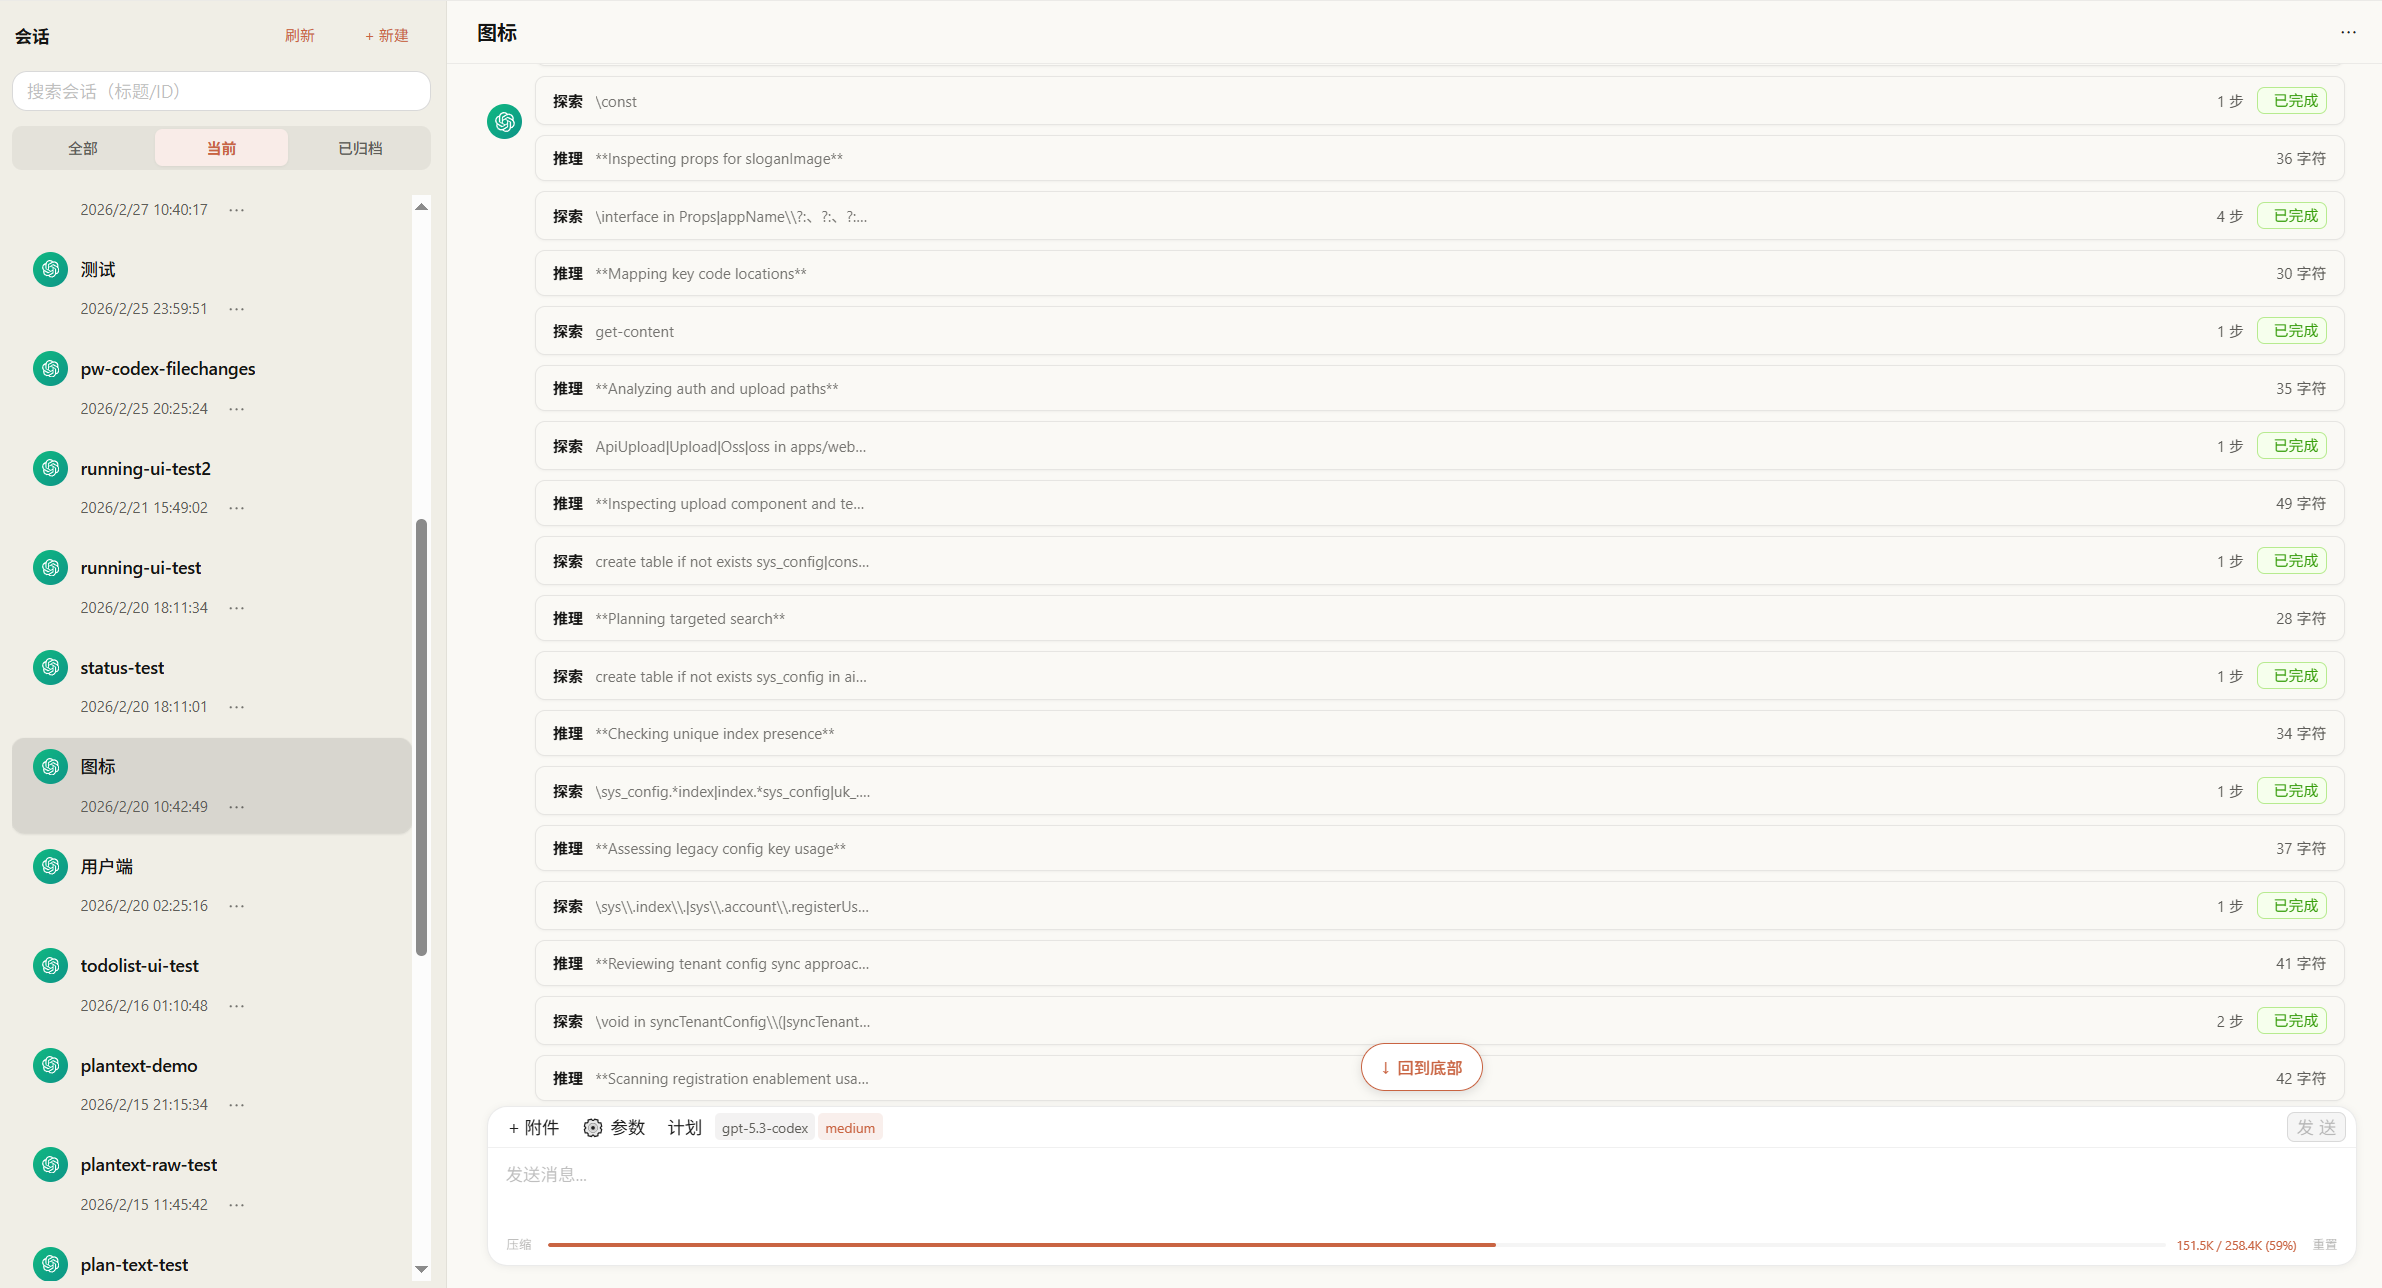 会话
刷新
+ 新建
搜索会话（标题/ID）
全部
当前
已归档
2026/2/27 10:40:17 ···
测试
2026/2/25 23:59:51 ···
pw-codex-filechanges
2026/2/25 20:25:24 ···
running-ui-test2
2026/2/21 15:49:02 ···
running-ui-test
2026/2/20 18:11:34 ···
status-test
2026/2/20 18:11:01 ···
图标
2026/2/20 10:42:49 ···
用户端
2026/2/20 02:25:16 ···
todolist-ui-test
2026/2/16 01:10:48 ···
plantext-demo
2026/2/15 21:15:34 ···
plantext-raw-test
2026/2/15 11:45:42 ···
plan-text-test
图标
···
探索 \const 1 步 已完成
推理 **Inspecting props for sloganImage** 36 字符
探索 \interface in Props|appName\\?:、?:、?:... 4 步 已完成
推理 **Mapping key code locations** 30 字符
探索 get-content 1 步 已完成
推理 **Analyzing auth and upload paths** 35 字符
探索 ApiUpload|Upload|Oss|oss in apps/web... 1 步 已完成
推理 **Inspecting upload component and te... 49 字符
探索 create table if not exists sys_config|cons... 1 步 已完成
推理 **Planning targeted search** 28 字符
探索 create table if not exists sys_config in ai... 1 步 已完成
推理 **Checking unique index presence** 34 字符
探索 \sys_config.*index|index.*sys_config|uk_.... 1 步 已完成
推理 **Assessing legacy config key usage** 37 字符
探索 \sys\\.index\\.|sys\\.account\\.registerUs... 1 步 已完成
推理 **Reviewing tenant config sync approac... 41 字符
探索 \void in syncTenantConfig\\(|syncTenant... 2 步 已完成
推理 **Scanning registration enablement usa... 42 字符
↓ 回到底部
+ 附件 参数 计划 gpt-5.3-codex medium 发 送
发送消息...
压缩 151.5K / 258.4K (59%) 重置